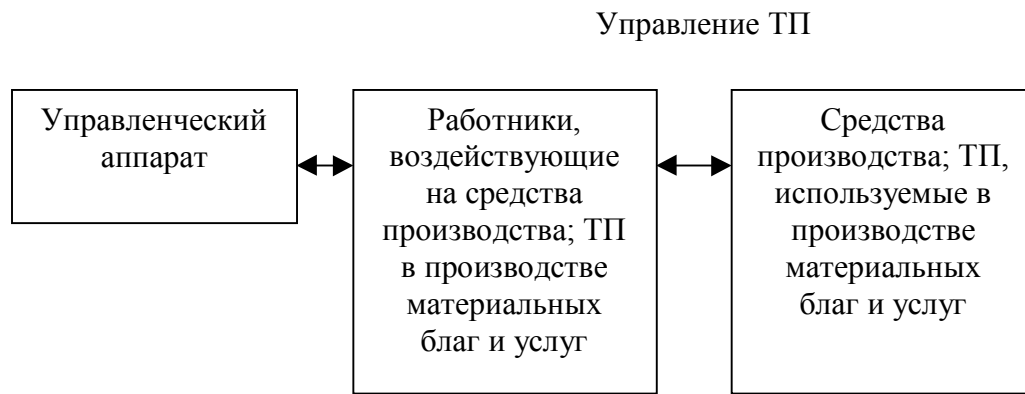 Управление ТП
Управленческий
аппарат
Работники,
воздействующие
на средства
производства; ТП
в производстве
материальных
благ и услуг
Средства
производства; ТП,
используемые в
производстве
материальных
благ и услуг